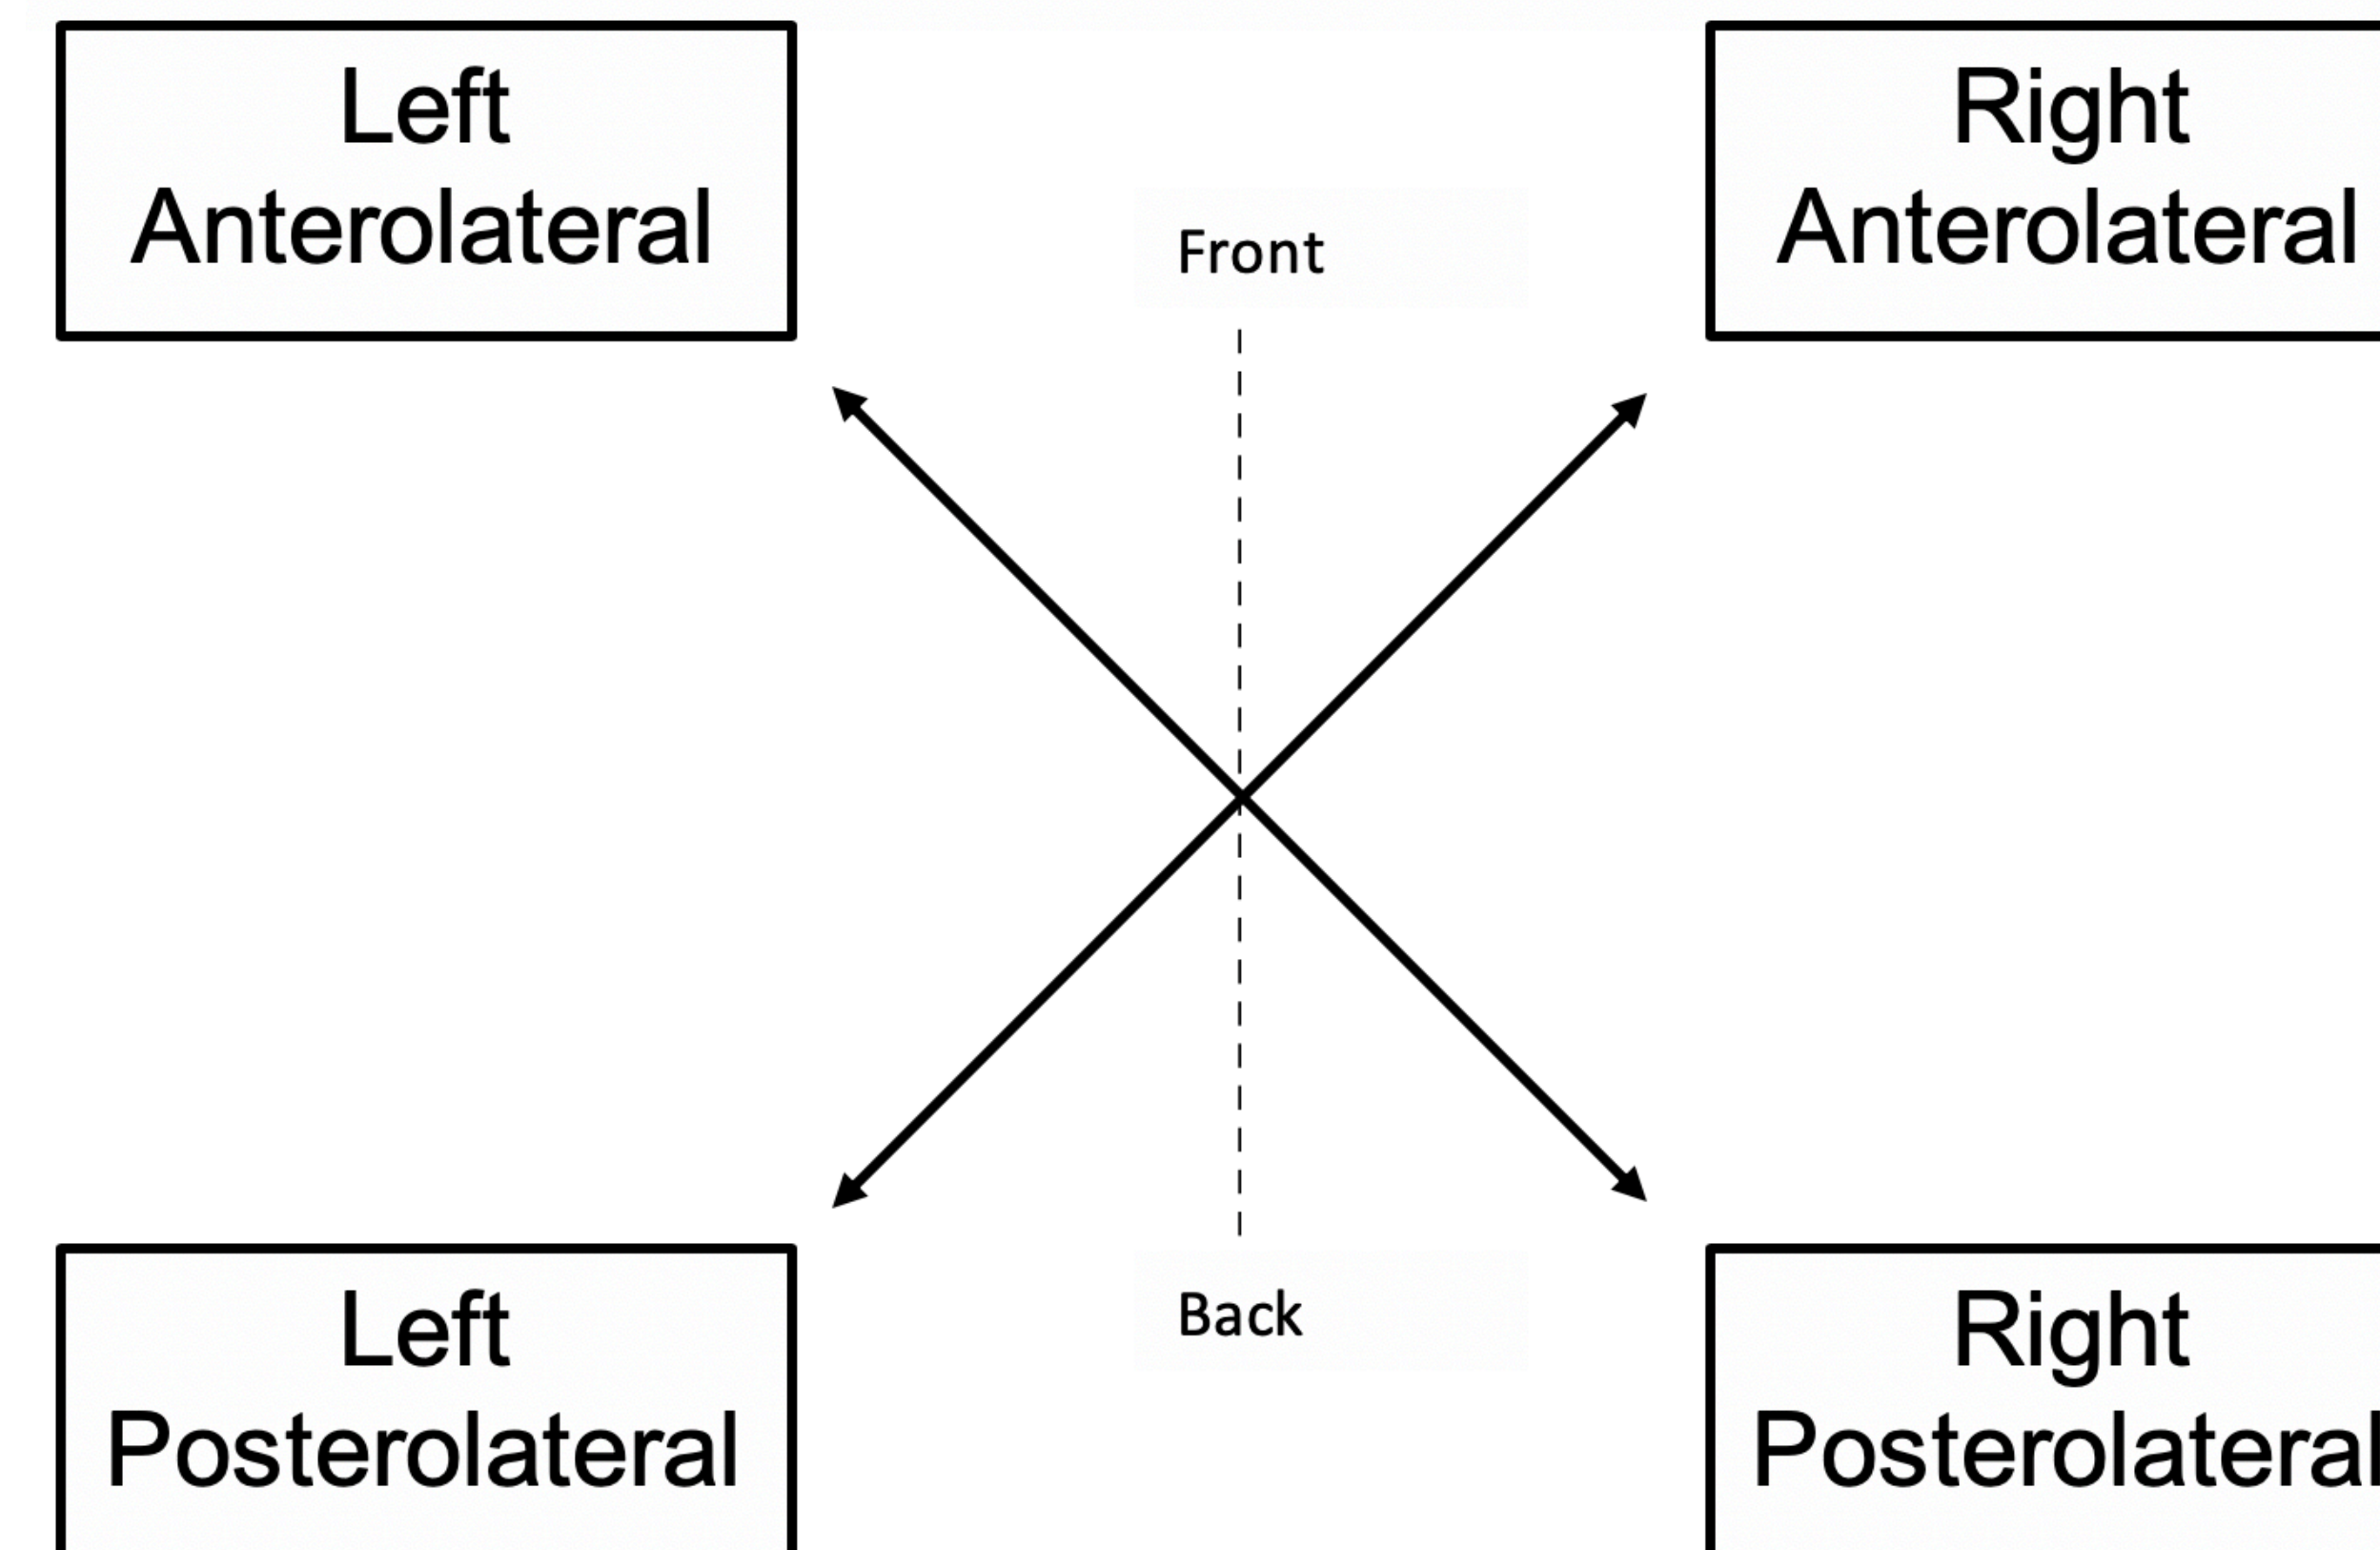 Left
Anterolateral
Right
Anterolateral
Front
Back
Left
Posterolateral
Right
Posterolateral